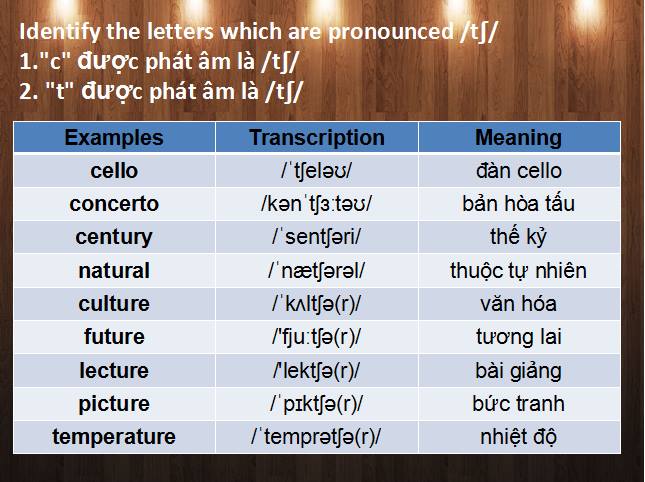 Identify the letters which are pronounced /tʃ/
1."c" được phát âm là /tʃ/
2. "t" được phát âm là /tʃ/
Examples Transcription Meaning
cello /ˈtʃeləʊ/ đàn cello
concerto /kənˈtʃɜːtəʊ/ bản hòa tấu
century /ˈsentʃəri/ thế kỷ
natural /ˈnætʃərəl/ thuộc tự nhiên
culture /ˈkʌltʃə(r)/ văn hóa
future /'fjuːtʃə(r)/ tương lai
lecture /'lektʃə(r)/ bài giảng
picture /ˈpɪktʃə(r)/ bức tranh
temperature /ˈtemprətʃə(r)/ nhiệt độ